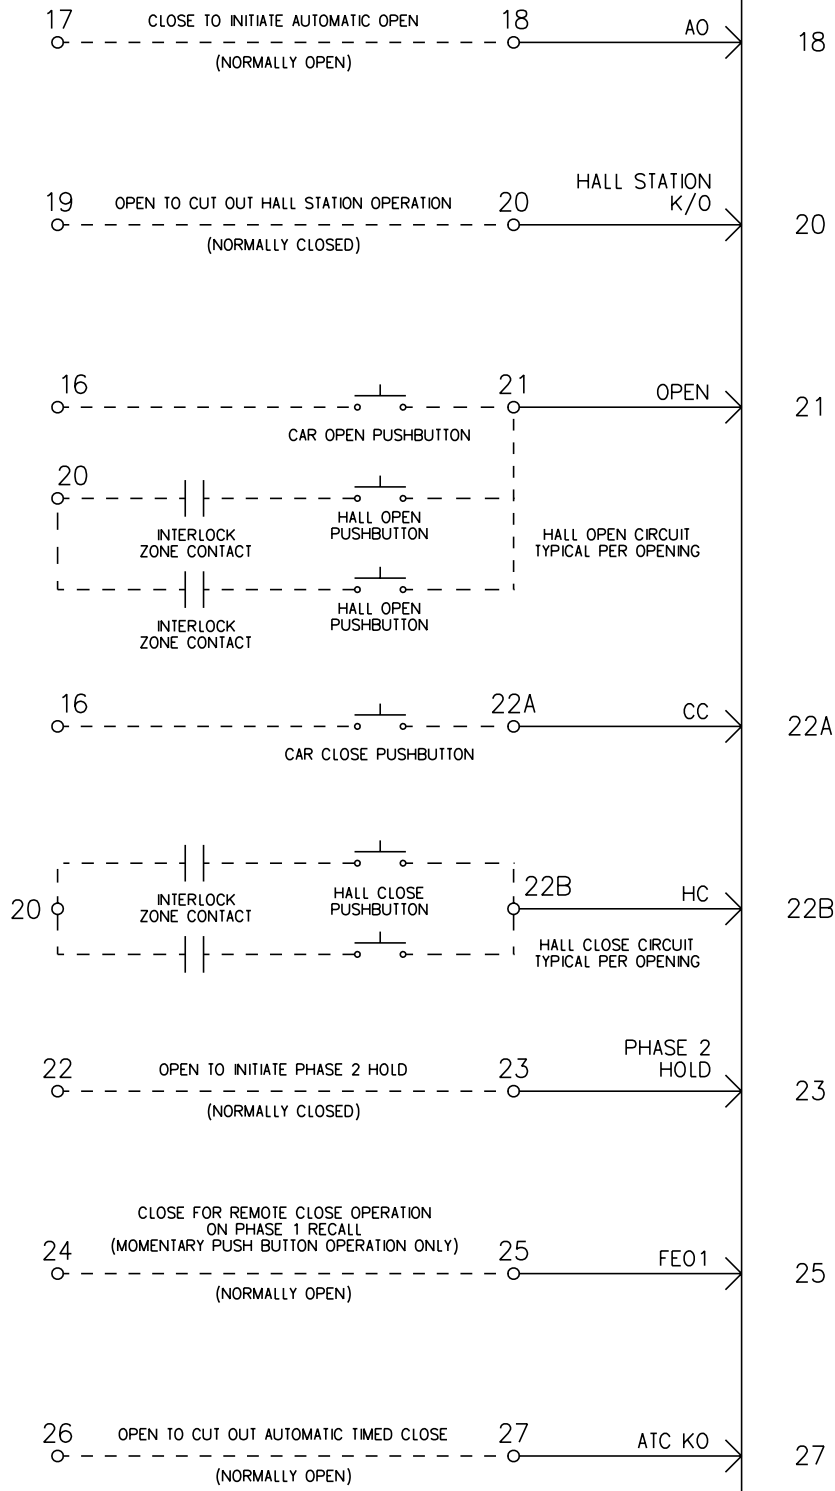 17 CLOSE TO INITIATE AUTOMATIC OPEN 18 AO 18
(NORMALLY OPEN)
HALL STATION
19 OPEN TO CUT OUT HALL STATION OPERATION 20 K/O 20
(NORMALLY CLOSED)
16 21 OPEN 21
CAR OPEN PUSHBUTTON
20
INTERLOCK
ZONE CONTACT
HALL OPEN
PUSHBUTTON
HALL OPEN CIRCUIT
TYPICAL PER OPENING
INTERLOCK
ZONE CONTACT
HALL OPEN
PUSHBUTTON
16 22A CC 22A
CAR CLOSE PUSHBUTTON
20
INTERLOCK
ZONE CONTACT
HALL CLOSE
PUSHBUTTON
22B HC 22B
HALL CLOSE CIRCUIT
TYPICAL PER OPENING
PHASE 2
22 OPEN TO INITIATE PHASE 2 HOLD 23 HOLD 23
(NORMALLY CLOSED)
CLOSE FOR REMOTE CLOSE OPERATION
ON PHASE 1 RECALL
(MOMENTARY PUSH BUTTON OPERATION ONLY)
24 25 FEO1 25
(NORMALLY OPEN)
26 OPEN TO CUT OUT AUTOMATIC TIMED CLOSE 27 ATC KO 27
(NORMALLY OPEN)